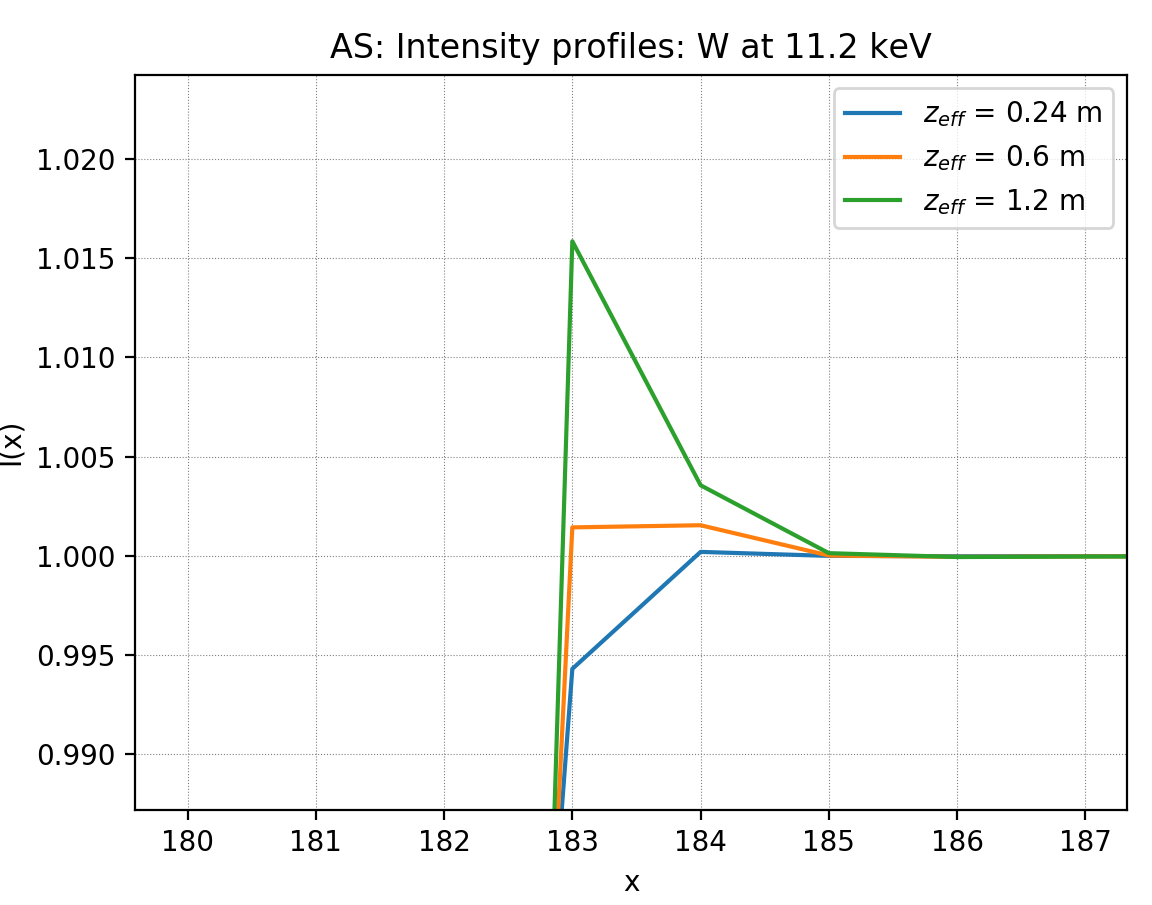 AS: Intensity profiles: W at 11.2 keV
z_eff = 0.24 m
z_eff = 0.6 m
z_eff = 1.2 m
1.020
1.015
1.010
1.005
1.000
0.995
0.990
I(x)
180 181 182 183 184 185 186 187
x